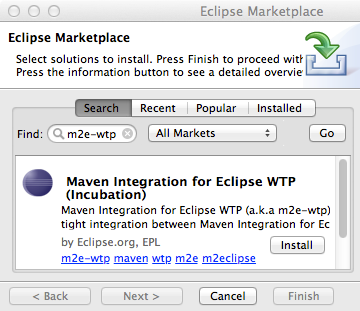 Eclipse Marketplace
Eclipse Marketplace
Select solutions to install. Press Finish to proceed wit
Press the information button to see a detailed overvie
Search Recent Popular Installed
Find: m2e-wtp All Markets Go
Maven Integration for Eclipse WTP
(Incubation)
Maven Integration for Eclipse WTP (a.k.a m2e-wtp)
tight integration between Maven Integration for Ec
by Eclipse.org, EPL Install
m2e-wtp maven wtp m2e m2eclipse
< Back Next > Cancel Finish